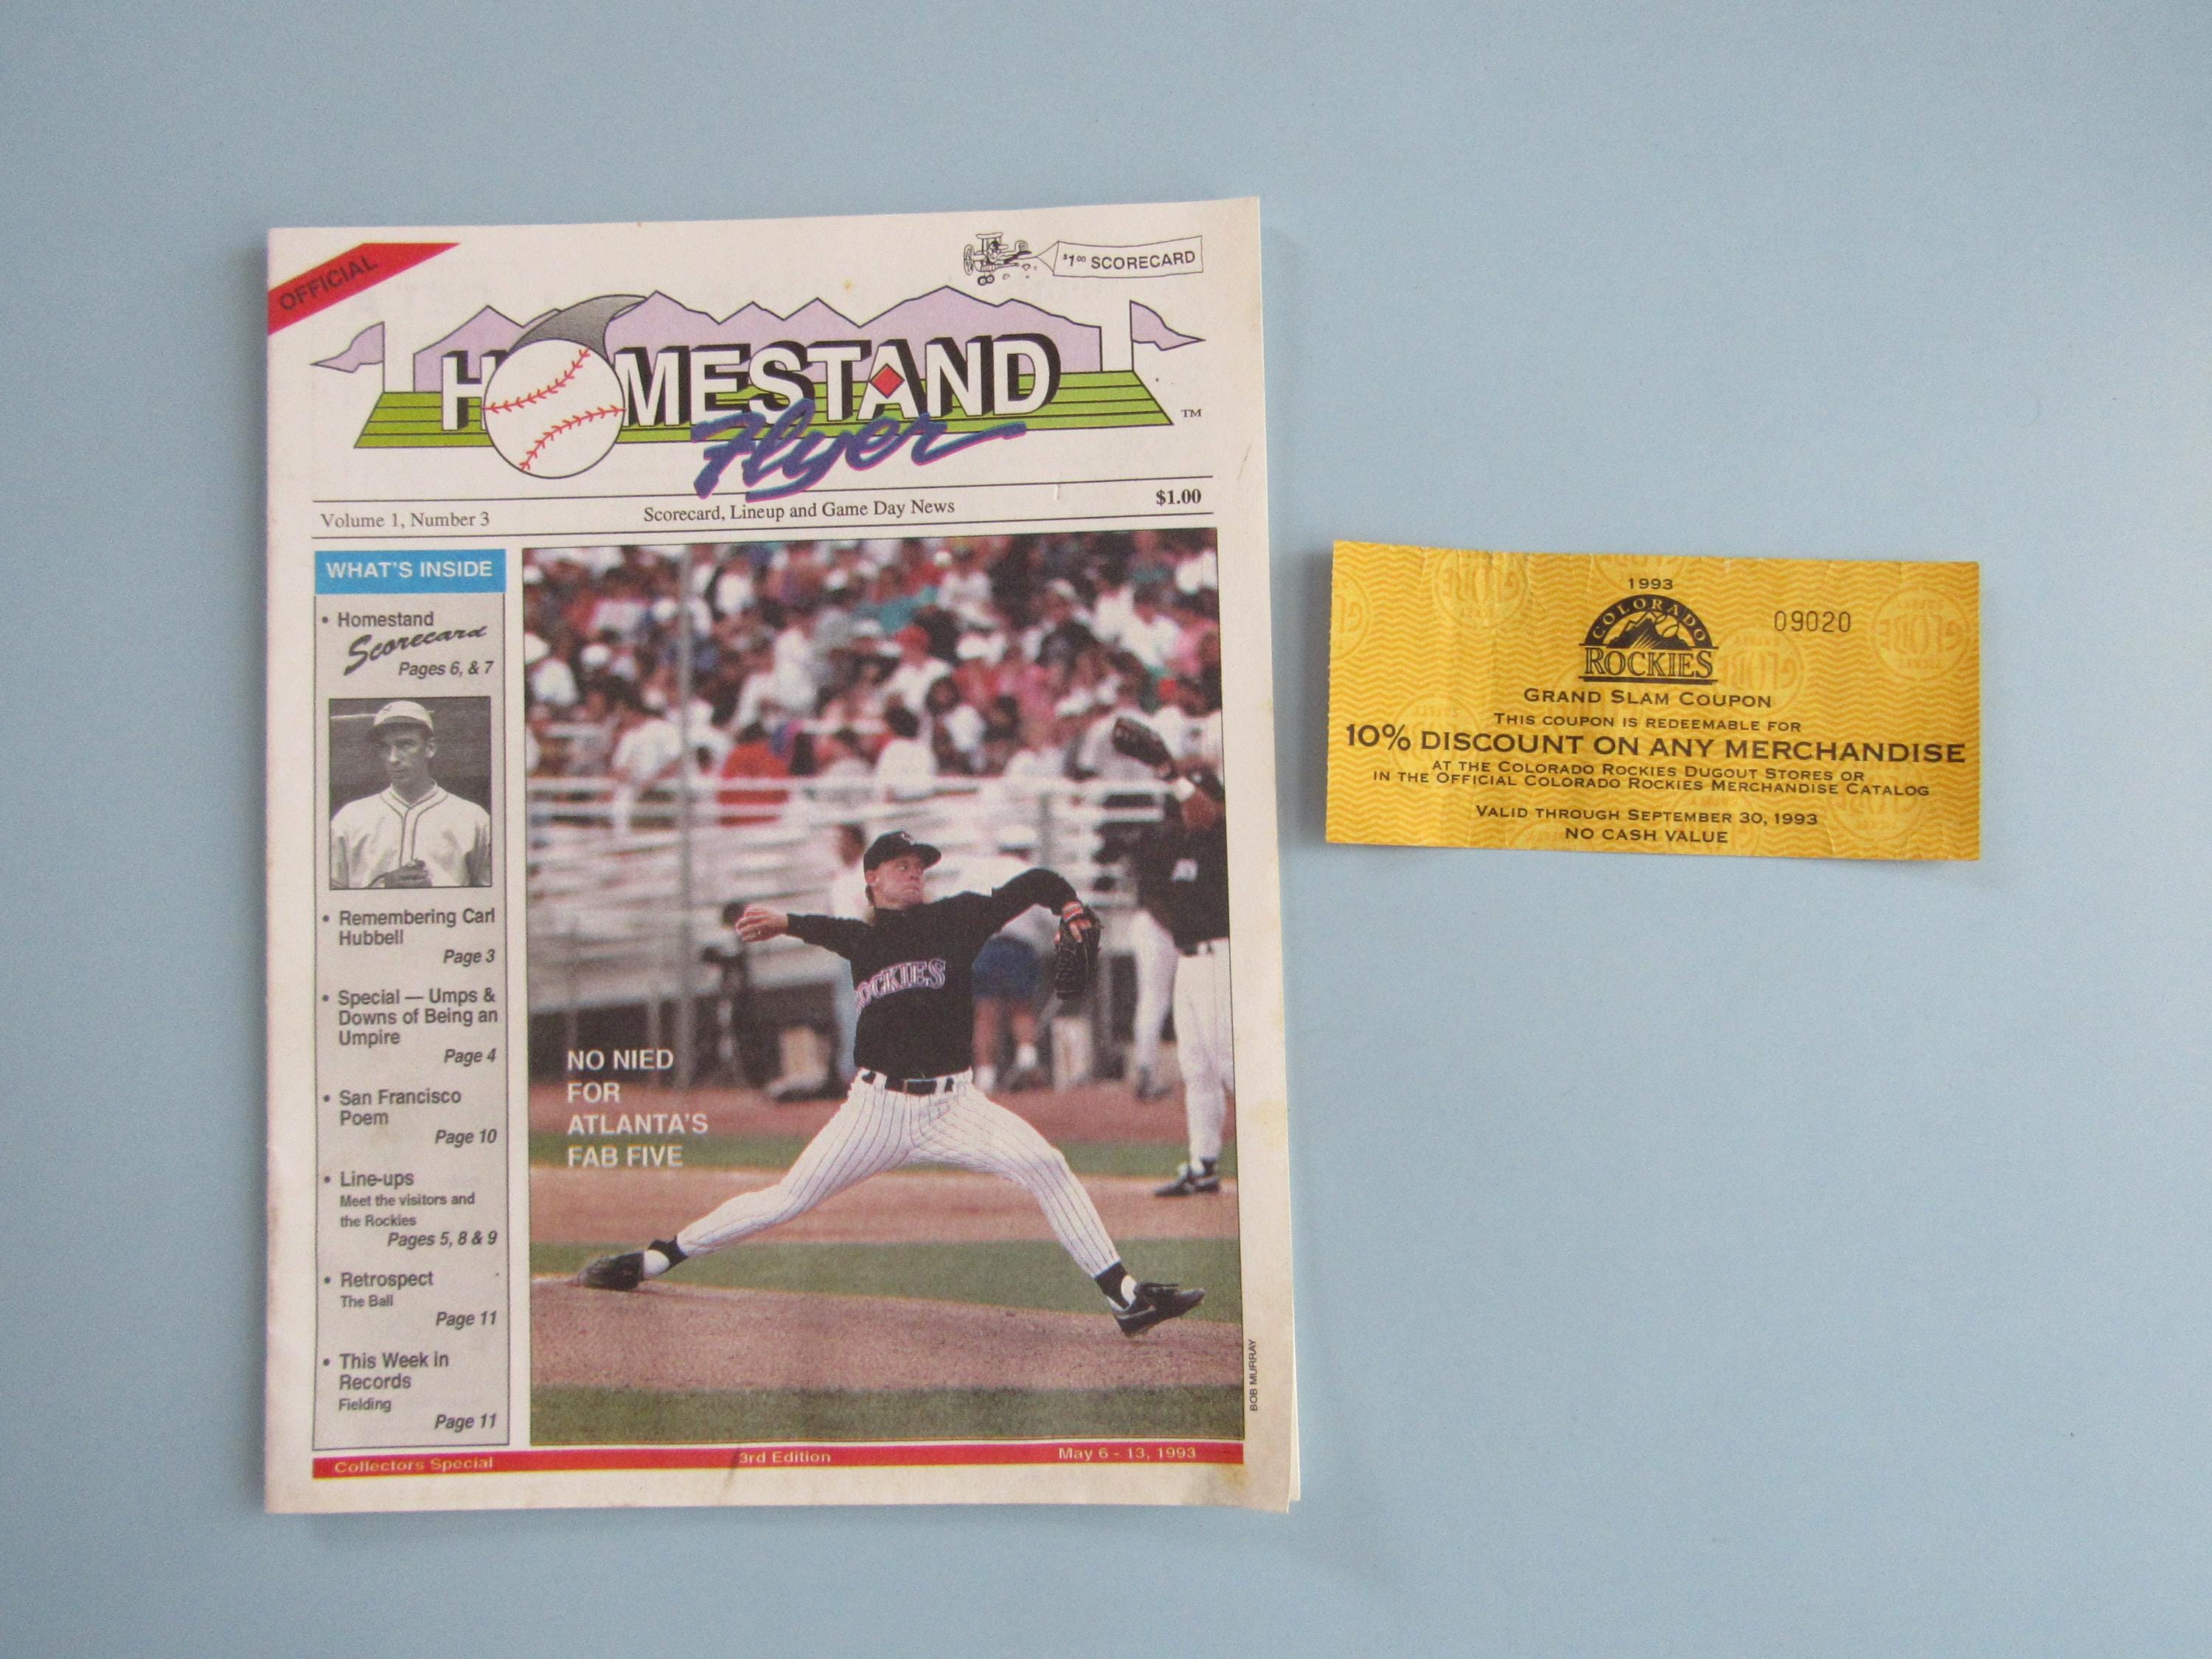 OFFICIAL
$1.00 SCORECARD
HOMESTAND
Flyer
TM
Volume 1, Number 3
Scorecard, Lineup and Game Day News
$1.00
WHAT'S INSIDE
• Homestand
Scorecard
Pages 6, & 7
• Remembering Carl
Hubbell
Page 3
• Special — Umps &
Downs of Being an
Umpire
Page 4
• San Francisco
Poem
Page 10
• Line-ups
Meet the visitors and
the Rockies
Pages 5, 8 & 9
• Retrospect
The Ball
Page 11
• This Week in
Records
Fielding
Page 11
OCKIES
NO NIED
FOR
ATLANTA'S
FAB FIVE
BOB MURRAY
Collectors Special
3rd Edition
May 6 - 13, 1993
1993
COLORADO
ROCKIES
09020
GRAND SLAM COUPON
THIS COUPON IS REDEEMABLE FOR
10% DISCOUNT ON ANY MERCHANDISE
AT THE COLORADO ROCKIES DUGOUT STORES OR
IN THE OFFICIAL COLORADO ROCKIES MERCHANDISE CATALOG
VALID THROUGH SEPTEMBER 30, 1993
NO CASH VALUE
GLOBE